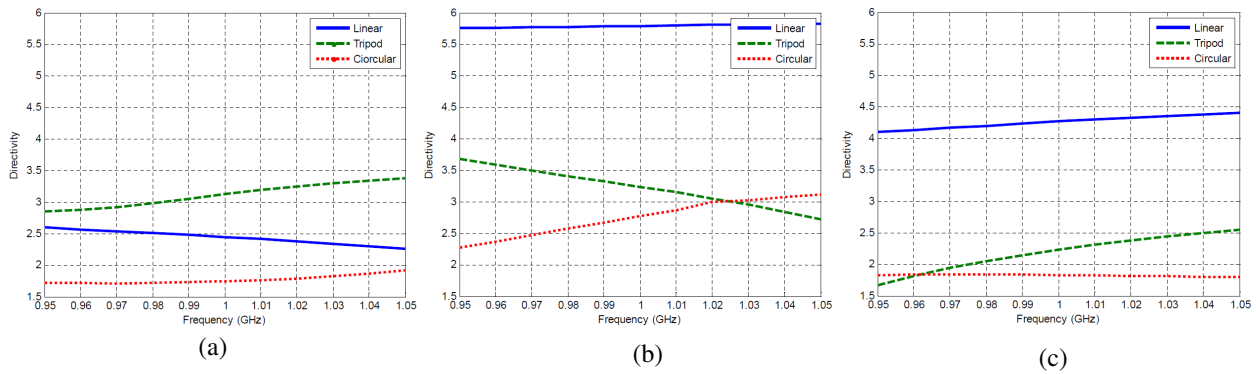 6
5.5
5
4.5
4
3.5
3
2.5
2
1.5
Directivity
0.95 0.96 0.97 0.98 0.99 1 1.01 1.02 1.03 1.04 1.05
Frequency (GHz)
Linear
Tripod
Ciorcular
(a)
6
5.5
5
4.5
4
3.5
3
2.5
2
1.5
Directivity
0.95 0.96 0.97 0.98 0.99 1 1.01 1.02 1.03 1.04 1.05
Frequency (GHz)
Linear
Tripod
Circular
(b)
6
5.5
5
4.5
4
3.5
3
2.5
2
1.5
Directivity
0.95 0.96 0.97 0.98 0.99 1 1.01 1.02 1.03 1.04 1.05
Frequency (GHz)
Linear
Tripod
Circular
(c)